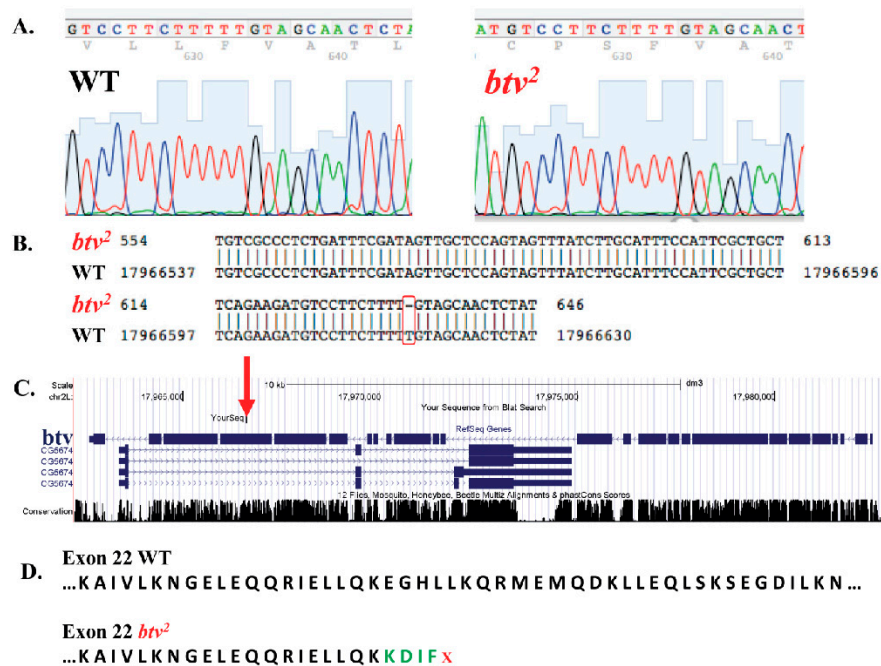 A.
GTCCTTCTTTTTGTAGCAACTCTA
V L L F V A T L
630 640
WT
ATGTCCTTCTTTTGTAGCAACT
C P S F V A T
630 640
btv²
B.
btv² 554 TGTCGCCCTCTGATTTCGATAGTTGCTCCAGTAGTTTATCTTGCATTTCCATTCGCTGCT 613
WT 17966537 TGTCGCCCTCTGATTTCGATAGTTGCTCCAGTAGTTTATCTTGCATTTCCATTCGCTGCT 17966596
btv² 614 TCAGAAGATGTCCTTCTTTT-GTAGCAACTCTAT 646
WT 17966597 TCAGAAGATGTCCTTCTTTTTGTAGCAACTCTAT 17966630
C.
Scale 10 kb dm3
chr2L: 17,965,000 17,970,000 17,975,000 17,980,000
Your Sequence from Blat Search
YourSeq
RefSeq Genes
btv
CG5674
CG5674
CG5674
CG5674
12 Flies, Mosquito, Honeybee, Beetle Multiz Alignments & phastCons Scores
Conservation
D.
Exon 22 WT
...K A I V L K N G E L E Q Q R I E L L Q K E G H L L K Q R M E M Q D K L L E Q L S K S E G D I L K N ...
Exon 22 btv²
...K A I V L K N G E L E Q Q R I E L L Q K K D I F X